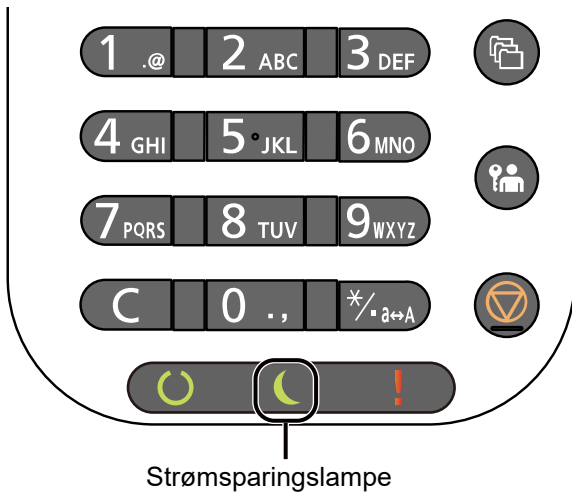 1 .@ 2 ABC 3 DEF
4 GHI 5 JKL 6 MNO
7 PQRS 8 TUV 9 WXYZ
C 0 ., */. a↔A
!
Strømsparingslampe